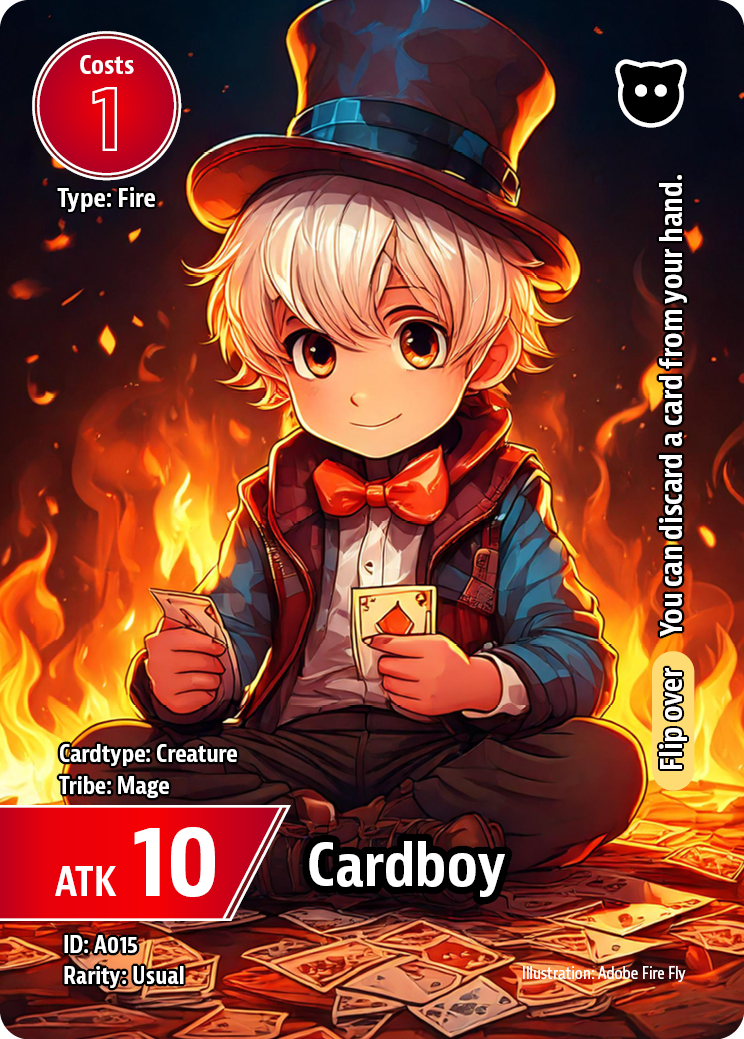 Costs
1
Type: Fire
Flip over You can discard a card from your hand.
Cardtype: Creature
Tribe: Mage
ATK 10
Cardboy
ID: A015
Rarity: Usual
Illustration: Adobe Fire Fly